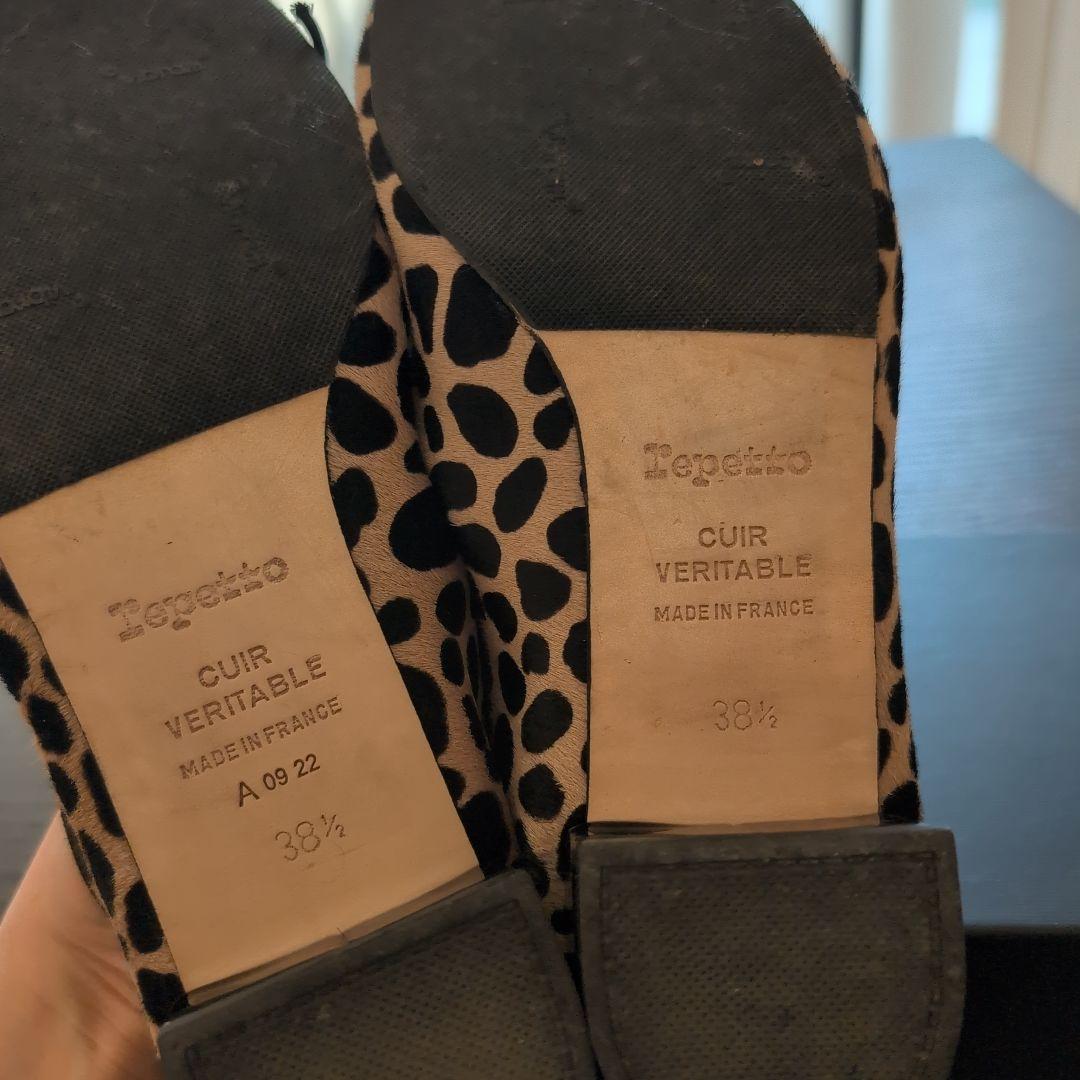 repetto
CUIR
VERITABLE
MADE IN FRANCE
A 09 22
38½
repetto
CUIR
VERITABLE
MADE IN FRANCE
38½